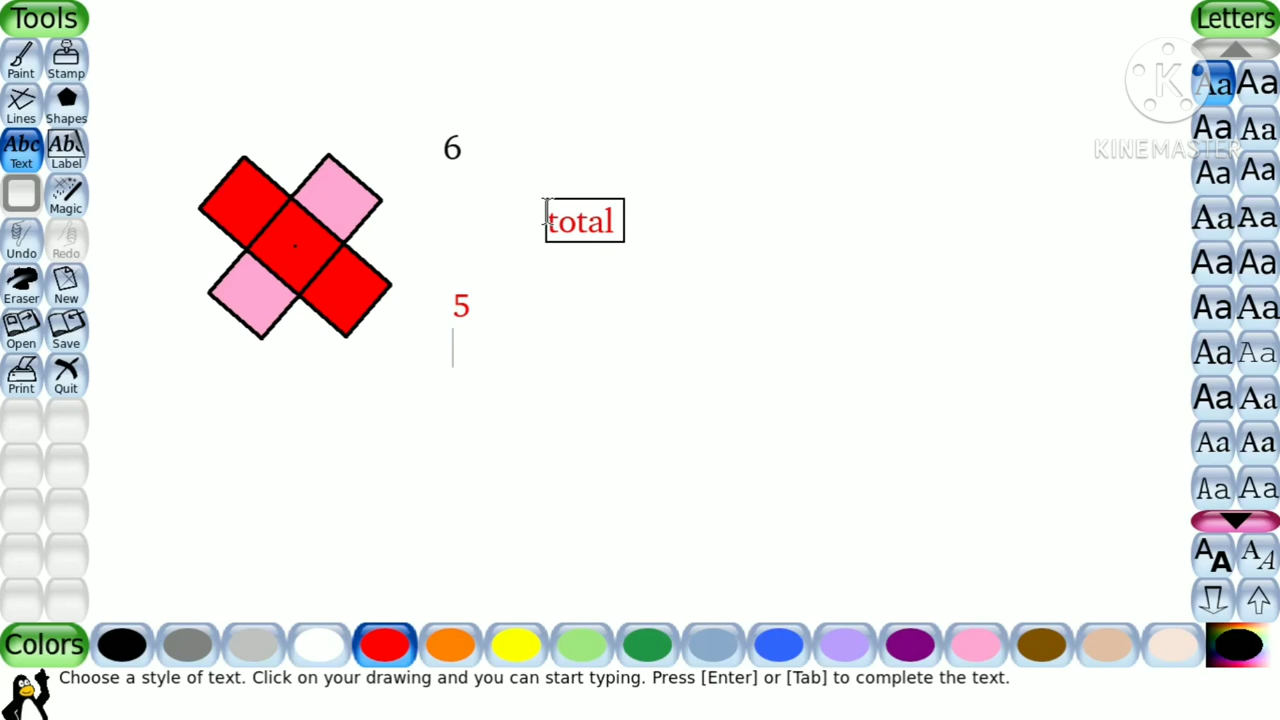 Tools
Letters
Paint
Stamp
Lines
Shapes
Abc
Text
Abc
Label
Magic
Undo
Redo
Eraser
New
Open
Save
Print
Quit
6
total
5
K
KINEMASTER
Aa Aa
Aa Aa
Aa Aa
Aa Aa
Aa Aa
Aa Aa
Aa Aa
Aa Aa
Aa Aa
Aa Aa
AA AA
Colors
Choose a style of text. Click on your drawing and you can start typing. Press [Enter] or [Tab] to complete the text.